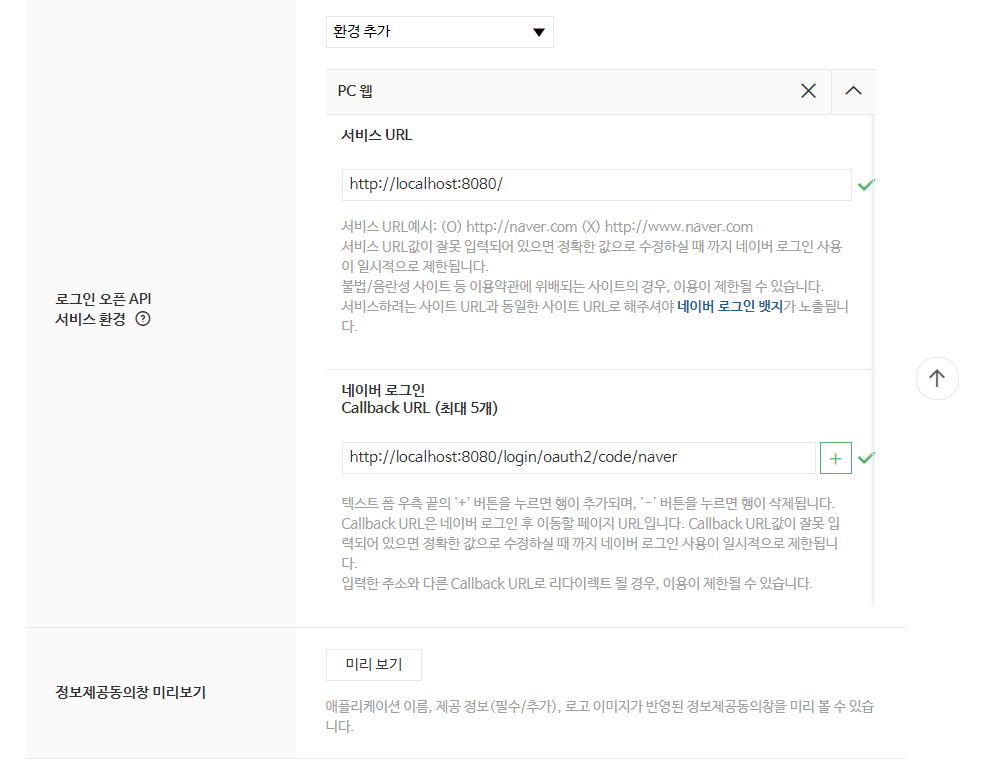 환경 추가
PC 웹
서비스 URL
http://localhost:8080/
서비스 URL예시: (O) http://naver.com (X) http://www.naver.com
서비스 URL값이 잘못 입력되어 있으면 정확한 값으로 수정하실 때 까지 네이버 로그인 사용
이 일시적으로 제한됩니다.
불법/음란성 사이트 등 이용약관에 위배되는 사이트의 경우, 이용이 제한될 수 있습니다.
서비스하려는 사이트 URL과 동일한 사이트 URL로 해주셔야 네이버 로그인 뱃지가 노출됩니
다.
로그인 오픈 API
서비스 환경 ?
네이버 로그인
Callback URL (최대 5개)
http://localhost:8080/login/oauth2/code/naver
+
텍스트 폼 우측 끝의 '+' 버튼을 누르면 행이 추가되며, '-' 버튼을 누르면 행이 삭제됩니다.
Callback URL은 네이버 로그인 후 이동할 페이지 URL입니다. Callback URL값이 잘못 입
력되어 있으면 정확한 값으로 수정하실 때 까지 네이버 로그인 사용이 일시적으로 제한됩니
다.
입력한 주소와 다른 Callback URL로 리다이렉트 될 경우, 이용이 제한될 수 있습니다.
정보제공동의창 미리보기
미리 보기
애플리케이션 이름, 제공 정보(필수/추가), 로고 이미지가 반영된 정보제공동의창을 미리 볼 수 있습
니다.